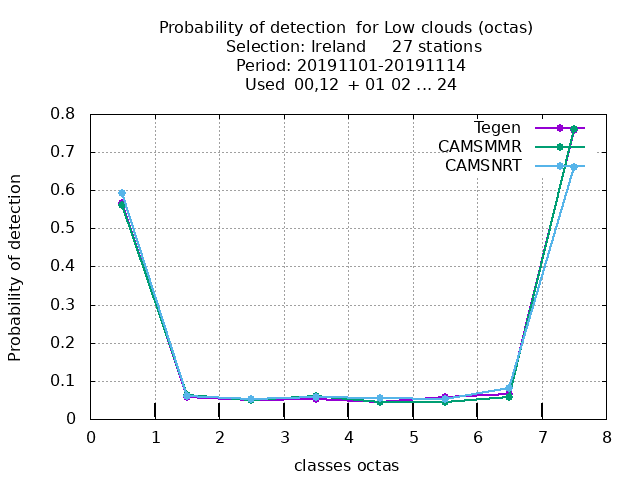 Probability of detection  for Low clouds (octas)
Selection: Ireland     27 stations
Period: 20191101-20191114
Used  00,12  + 01 02 ... 24
Tegen
CAMSMMR
CAMSNRT
Probability of detection
0.8
0.7
0.6
0.5
0.4
0.3
0.2
0.1
0
0 1 2 3 4 5 6 7 8
classes octas